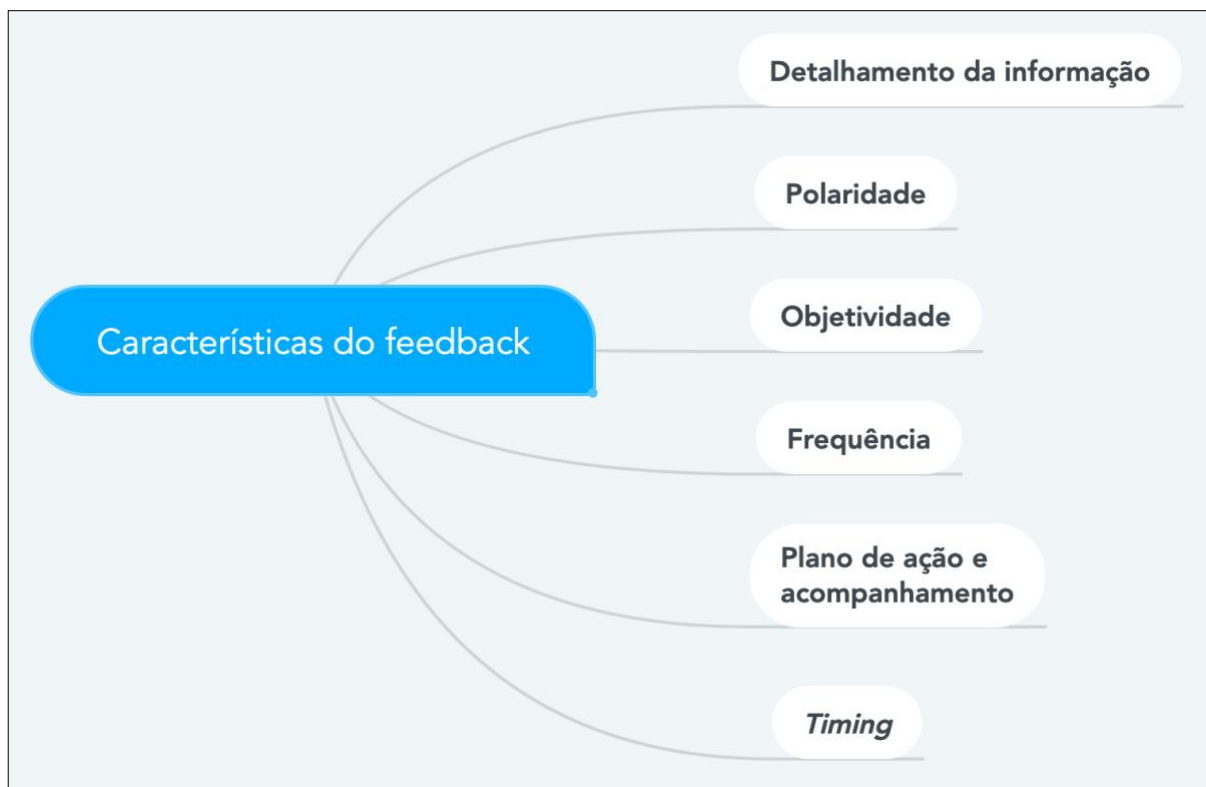 Detalhamento da informação
Polaridade
Objetividade
Características do feedback
Frequência
Plano de ação e
acompanhamento
Timing